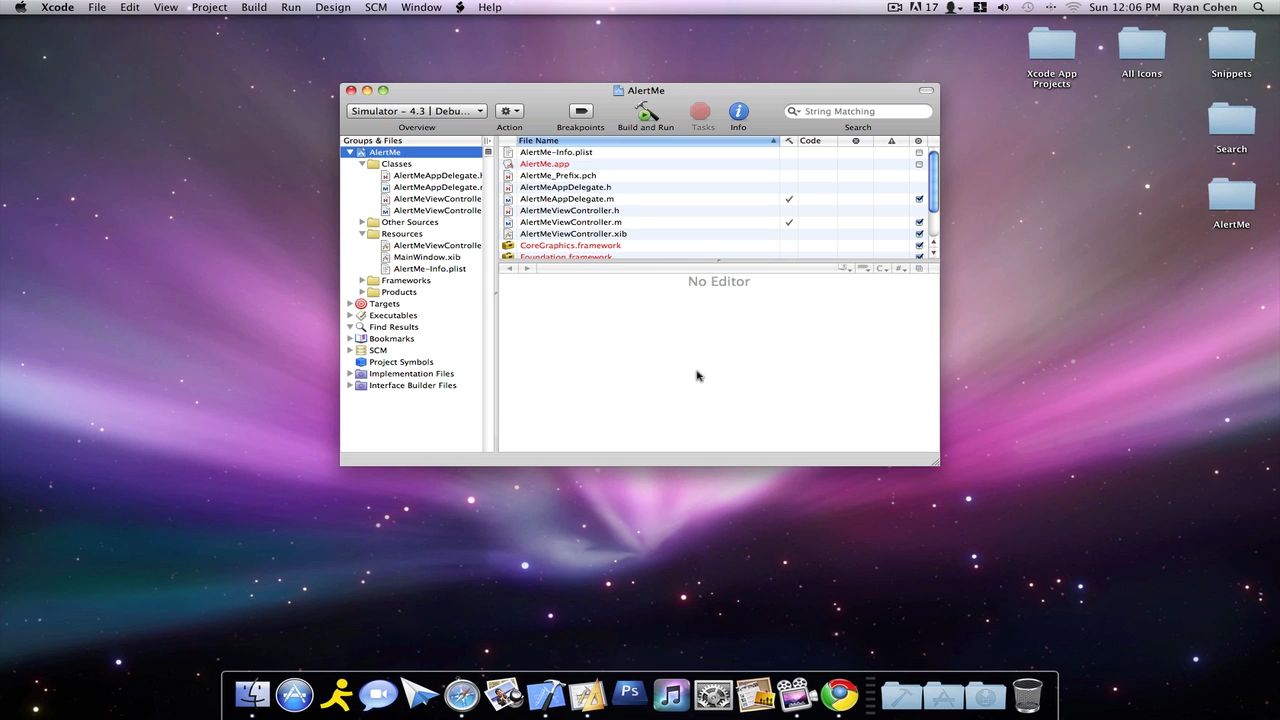 Xcode File Edit View Project Build Run Design SCM Window Help 17 Sun 12:06 PM Ryan Cohen
Xcode App
Projects
All Icons
Snippets
Search
AlertMe
AlertMe
Simulator - 4.3 | Debu...
String Matching
Overview Action Breakpoints Build and Run Tasks Info Search
Groups & Files
File Name Code
AlertMe
Classes
AlertMeAppDelegate.h
AlertMeAppDelegate.m
AlertMeViewControlle
AlertMeViewControlle
Other Sources
Resources
AlertMeViewControlle
MainWindow.xib
AlertMe-Info.plist
Frameworks
Products
Targets
Executables
Find Results
Bookmarks
SCM
Project Symbols
Implementation Files
Interface Builder Files
AlertMe-Info.plist
AlertMe.app
AlertMe_Prefix.pch
AlertMeAppDelegate.h
AlertMeAppDelegate.m
AlertMeViewController.h
AlertMeViewController.m
AlertMeViewController.xib
CoreGraphics.framework
Foundation.framework
C #
No Editor
Ps